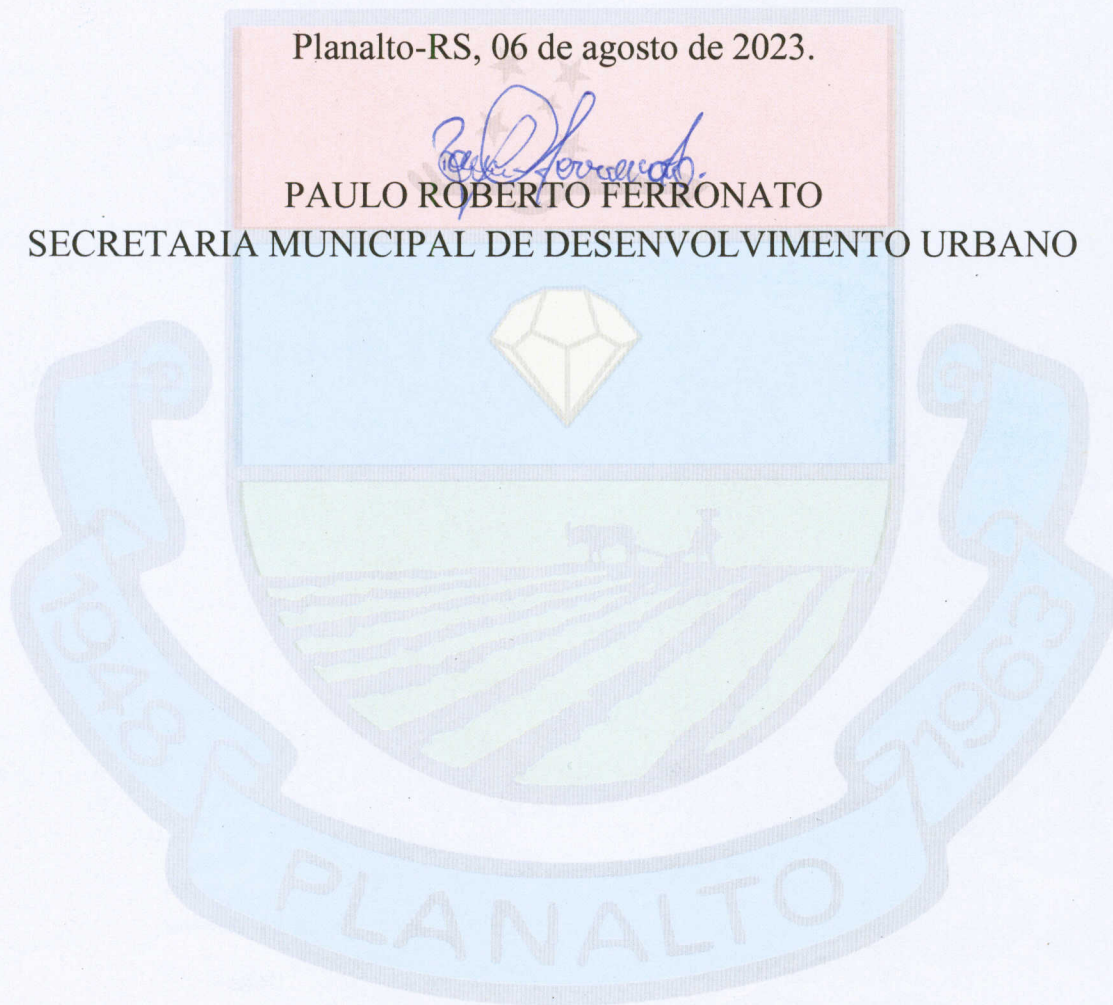 Planalto-RS, 06 de agosto de 2023.
PAULO ROBERTO FERRONATO
SECRETARIA MUNICIPAL DE DESENVOLVIMENTO URBANO
1948
1963
PLANALTO